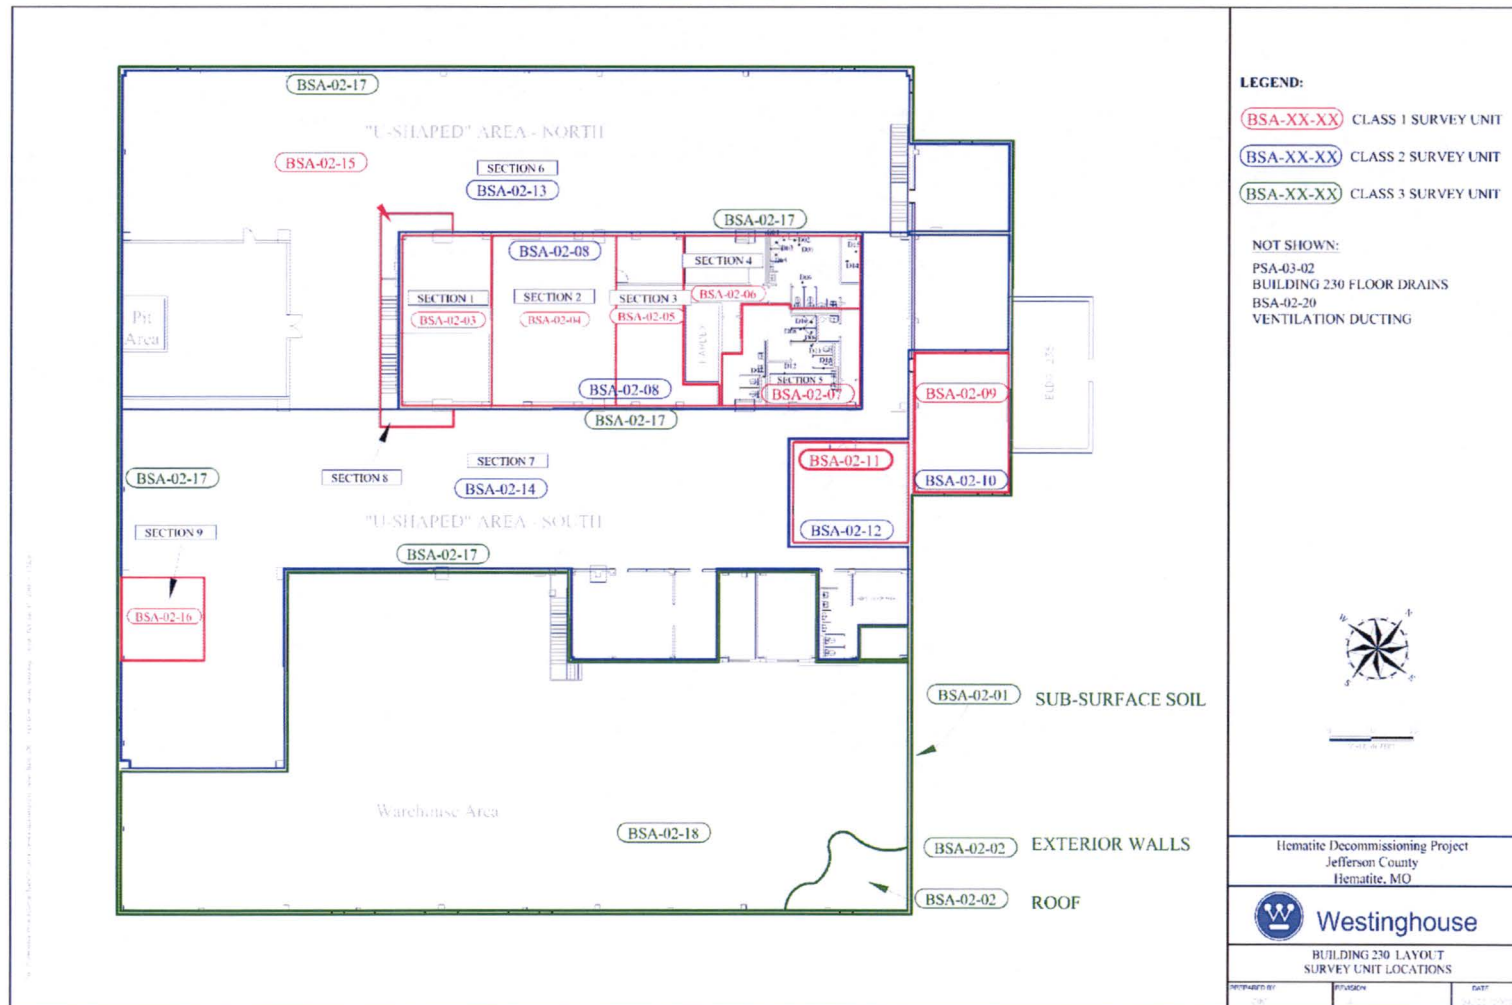 BSA-02-17
"U-SHAPED" AREA - NORTH
BSA-02-15
SECTION 6
BSA-02-13
BSA-02-17
BSA-02-08
SECTION 4
SECTION 1
SECTION 2
SECTION 3
BSA-02-06
BSA-02-03
BSA-02-04
BSA-02-05
Pit
Area
D12
SECTION 5
BSA-02-08
BSA-02-07
BSA-02-09
BSA-02-17
BSA-02-11
SECTION 7
BSA-02-17
SECTION 8
BSA-02-14
BSA-02-10
"U-SHAPED" AREA - SOUTH
BSA-02-12
SECTION 9
BSA-02-17
BSA-02-16
BSA-02-01 SUB-SURFACE SOIL
Warehouse Area
BSA-02-18
BSA-02-02 EXTERIOR WALLS
BSA-02-02 ROOF
LEGEND:
BSA-XX-XX CLASS 1 SURVEY UNIT
BSA-XX-XX CLASS 2 SURVEY UNIT
BSA-XX-XX CLASS 3 SURVEY UNIT
NOT SHOWN:
PSA-03-02
BUILDING 230 FLOOR DRAINS
BSA-02-20
VENTILATION DUCTING
N
W
S
E
Hematite Decommissioning Project
Jefferson County
Hematite, MO
Westinghouse
BUILDING 230 LAYOUT
SURVEY UNIT LOCATIONS
PREPARED BY
REVISION
DATE